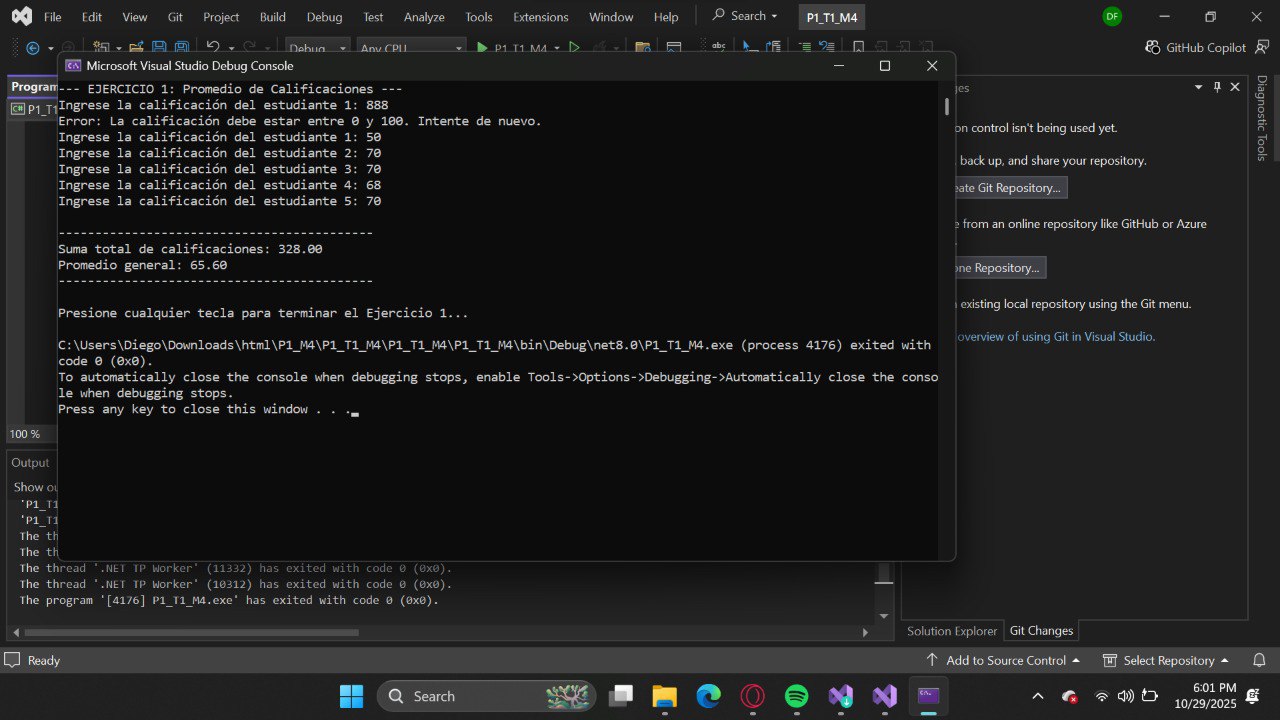 File Edit View Git Project Build Debug Test Analyze Tools Extensions Window Help Search P1_T1_M4 DF
Debug Any CPU P1_T1_M4 GitHub Copilot
Microsoft Visual Studio Debug Console
Program
P1_T1
--- EJERCICIO 1: Promedio de Calificaciones ---
Ingrese la calificación del estudiante 1: 888
Error: La calificación debe estar entre 0 y 100. Intente de nuevo.
Ingrese la calificación del estudiante 1: 50
Ingrese la calificación del estudiante 2: 70
Ingrese la calificación del estudiante 3: 70
Ingrese la calificación del estudiante 4: 68
Ingrese la calificación del estudiante 5: 70
-------------------------------------------
Suma total de calificaciones: 328.00
Promedio general: 65.60
-------------------------------------------
Presione cualquier tecla para terminar el Ejercicio 1...
C:\Users\Diego\Downloads\html\P1_M4\P1_T1_M4\P1_T1_M4\P1_T1_M4\bin\Debug\net8.0\P1_T1_M4.exe (process 4176) exited with
code 0 (0x0).
To automatically close the console when debugging stops, enable Tools->Options->Debugging->Automatically close the conso
le when debugging stops.
Press any key to close this window . . .
ges
on control isn't being used yet.
back up, and share your repository.
eate Git Repository...
e from an online repository like GitHub or Azure
.
one Repository...
existing local repository using the Git menu.
overview of using Git in Visual Studio.
Diagnostic Tools
100 %
Output
Show ou
'P1_T1
'P1_T1
The th
The th
The thread '.NET TP Worker' (11332) has exited with code 0 (0x0).
The thread '.NET TP Worker' (10312) has exited with code 0 (0x0).
The program '[4176] P1_T1_M4.exe' has exited with code 0 (0x0).
Solution Explorer Git Changes
Ready Add to Source Control Select Repository
Search
6:01 PM
10/29/2025